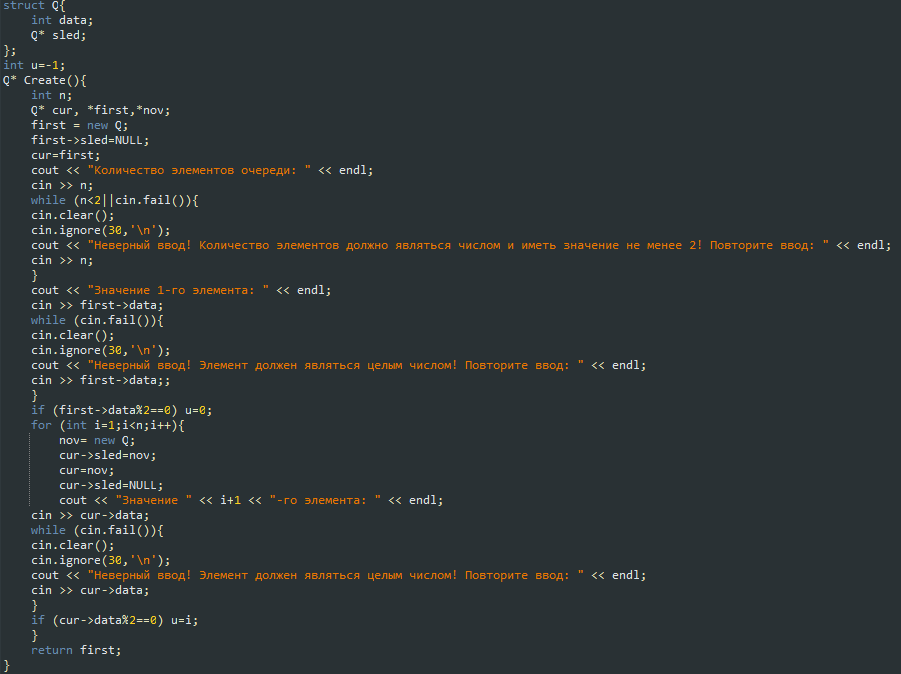 struct Q{
    int data;
    Q* sled;
};
int u=-1;
Q* Create(){
    int n;
    Q* cur, *first,*nov;
    first = new Q;
    first->sled=NULL;
    cur=first;
    cout << "Количество элементов очереди: " << endl;
    cin >> n;
    while (n<2||cin.fail()){
    cin.clear();
    cin.ignore(30,'\n');
    cout << "Неверный ввод! Количество элементов должно являться числом и иметь значение не менее 2! Повторите ввод: " << endl;
    cin >> n;
    }
    cout << "Значение 1-го элемента: " << endl;
    cin >> first->data;
    while (cin.fail()){
    cin.clear();
    cin.ignore(30,'\n');
    cout << "Неверный ввод! Элемент должен являться целым числом! Повторите ввод: " << endl;
    cin >> first->data;;
    }
    if (first->data%2==0) u=0;
    for (int i=1;i<n;i++){
        nov= new Q;
        cur->sled=nov;
        cur=nov;
        cur->sled=NULL;
        cout << "Значение " << i+1 << "-го элемента: " << endl;
    cin >> cur->data;
    while (cin.fail()){
    cin.clear();
    cin.ignore(30,'\n');
    cout << "Неверный ввод! Элемент должен являться целым числом! Повторите ввод: " << endl;
    cin >> cur->data;
    }
    if (cur->data%2==0) u=i;
    }
    return first;
}